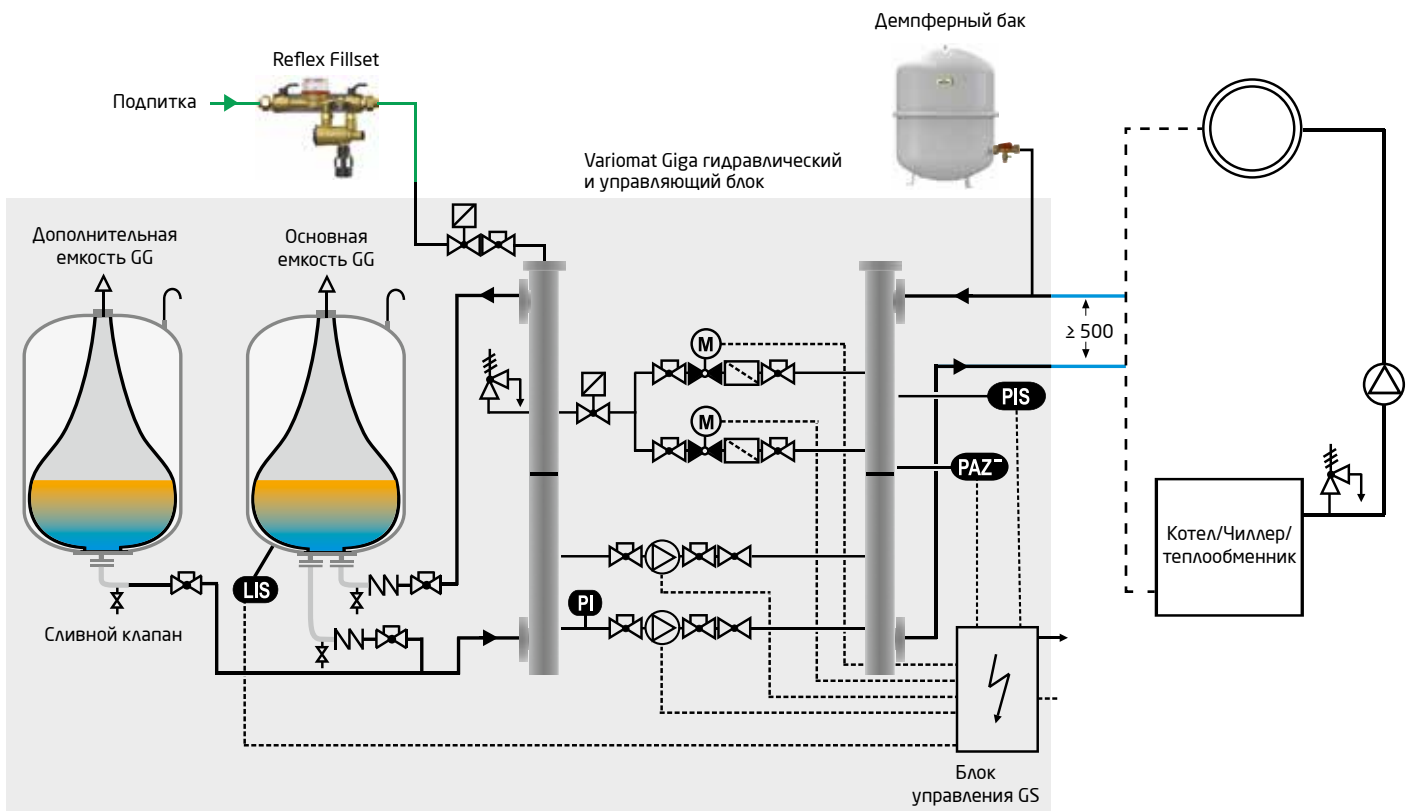 Демпферный бак
Reflex Fillset
Подпитка
Variomat Giga гидравлический
и управляющий блок
Дополнительная
емкость GG
Основная
емкость GG
≥ 500
M
M
PIS
PAZ⁻
Котел/Чиллер/
теплообменник
LIS
PI
Сливной клапан
Блок
управления GS